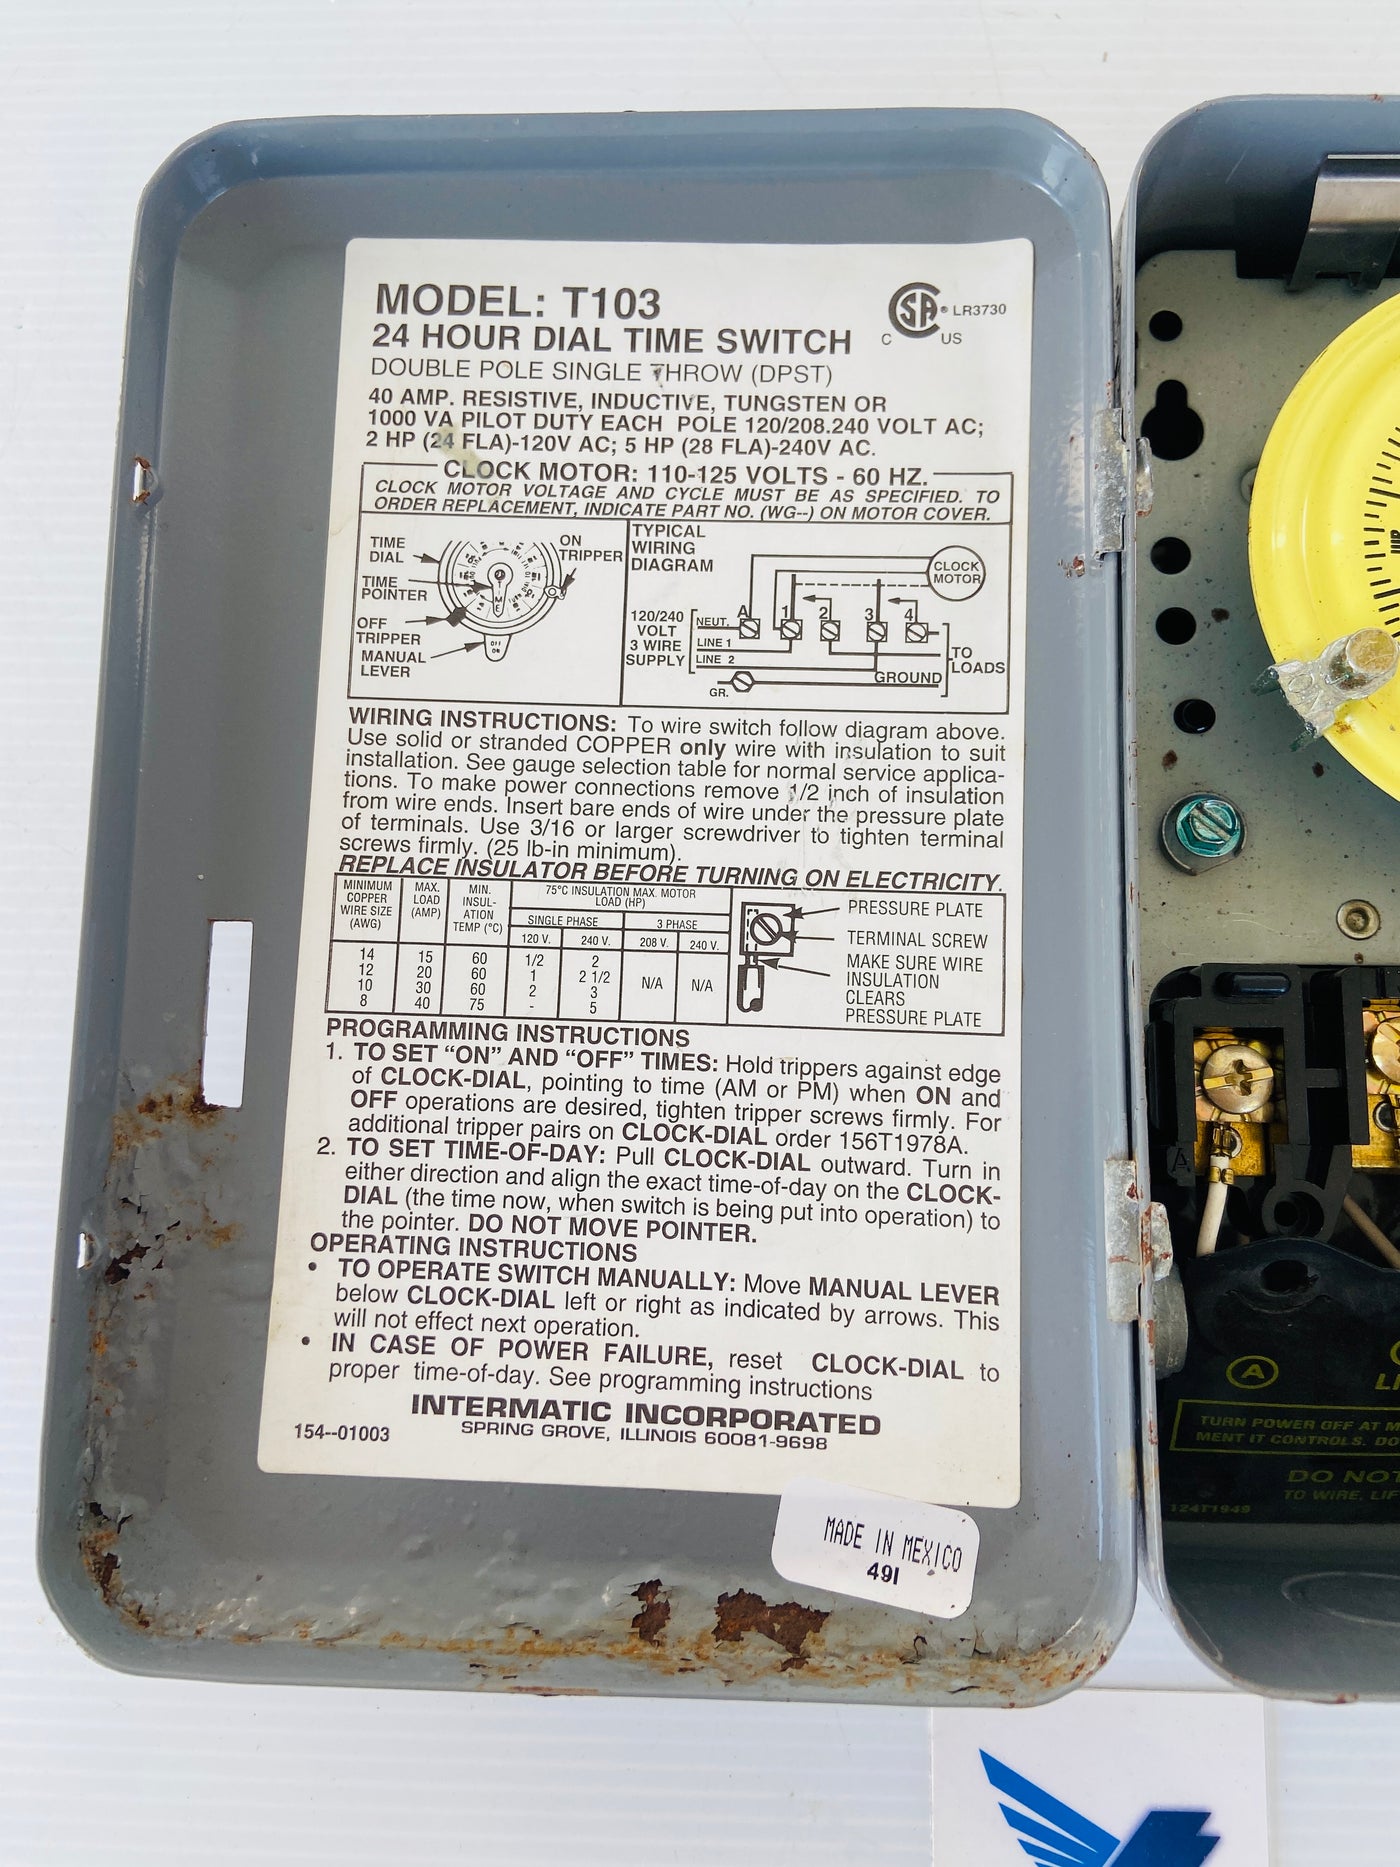 MODEL: T103
24 HOUR DIAL TIME SWITCH
DOUBLE POLE SINGLE THROW (DPST)
CSA ® LR3730
C US
40 AMP. RESISTIVE, INDUCTIVE, TUNGSTEN OR
1000 VA PILOT DUTY EACH POLE 120/208.240 VOLT AC;
2 HP (24 FLA)-120V AC; 5 HP (28 FLA)-240V AC.
CLOCK MOTOR: 110-125 VOLTS - 60 HZ.
CLOCK MOTOR VOLTAGE AND CYCLE MUST BE AS SPECIFIED. TO
ORDER REPLACEMENT, INDICATE PART NO. (WG--) ON MOTOR COVER.
TIME
DIAL
TIME
POINTER
OFF
TRIPPER
MANUAL
LEVER
ON
TRIPPER
OFF
ON
TYPICAL
WIRING
DIAGRAM
CLOCK
MOTOR
120/240
VOLT
3 WIRE
SUPPLY
NEUT.
LINE 1
LINE 2
GR.
A 1 2 3 4
TO
LOADS
GROUND
WIRING INSTRUCTIONS: To wire switch follow diagram above.
Use solid or stranded COPPER only wire with insulation to suit
installation. See gauge selection table for normal service applica-
tions. To make power connections remove 1/2 inch of insulation
from wire ends. Insert bare ends of wire under the pressure plate
of terminals. Use 3/16 or larger screwdriver to tighten terminal
screws firmly. (25 lb-in minimum).
REPLACE INSULATOR BEFORE TURNING ON ELECTRICITY.
MINIMUM
COPPER
WIRE SIZE
(AWG)
MAX.
LOAD
(AMP)
MIN.
INSUL-
ATION
TEMP (°C)
75°C INSULATION MAX. MOTOR
LOAD (HP)
SINGLE PHASE 3 PHASE
120 V. 240 V. 208 V. 240 V.
14 15 60 1/2 2
12 20 60 1 2 1/2
10 30 60 2 3
8 40 75 - 5
N/A N/A
PRESSURE PLATE
TERMINAL SCREW
MAKE SURE WIRE
INSULATION
CLEARS
PRESSURE PLATE
PROGRAMMING INSTRUCTIONS
1. TO SET “ON” AND “OFF” TIMES: Hold trippers against edge
of CLOCK-DIAL, pointing to time (AM or PM) when ON and
OFF operations are desired, tighten tripper screws firmly. For
additional tripper pairs on CLOCK-DIAL order 156T1978A.
2. TO SET TIME-OF-DAY: Pull CLOCK-DIAL outward. Turn in
either direction and align the exact time-of-day on the CLOCK-
DIAL (the time now, when switch is being put into operation) to
the pointer. DO NOT MOVE POINTER.
OPERATING INSTRUCTIONS
• TO OPERATE SWITCH MANUALLY: Move MANUAL LEVER
below CLOCK-DIAL left or right as indicated by arrows. This
will not effect next operation.
• IN CASE OF POWER FAILURE, reset CLOCK-DIAL to
proper time-of-day. See programming instructions
INTERMATIC INCORPORATED
SPRING GROVE, ILLINOIS 60081-9698
154--01003
MADE IN MEXICO
49I
A
A
LI
TURN POWER OFF AT M
MENT IT CONTROLS. DO
DO NOT
TO WIRE, LIF
124T1949